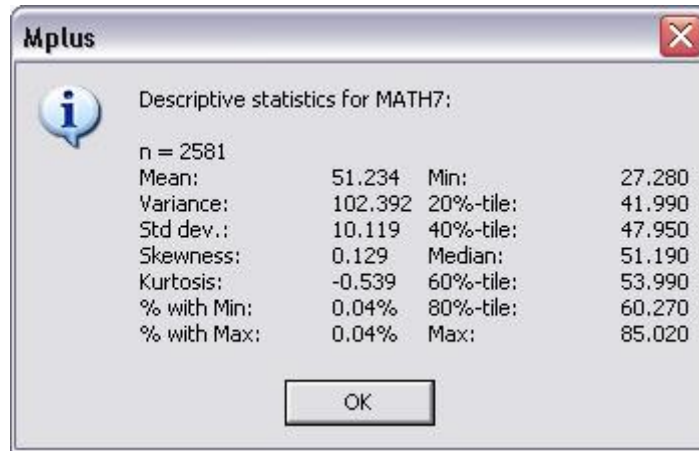 Mplus
Descriptive statistics for MATH7:
n = 2581
Mean: 51.234 Min: 27.280
Variance: 102.392 20%-tile: 41.990
Std dev.: 10.119 40%-tile: 47.950
Skewness: 0.129 Median: 51.190
Kurtosis: -0.539 60%-tile: 53.990
% with Min: 0.04% 80%-tile: 60.270
% with Max: 0.04% Max: 85.020
OK